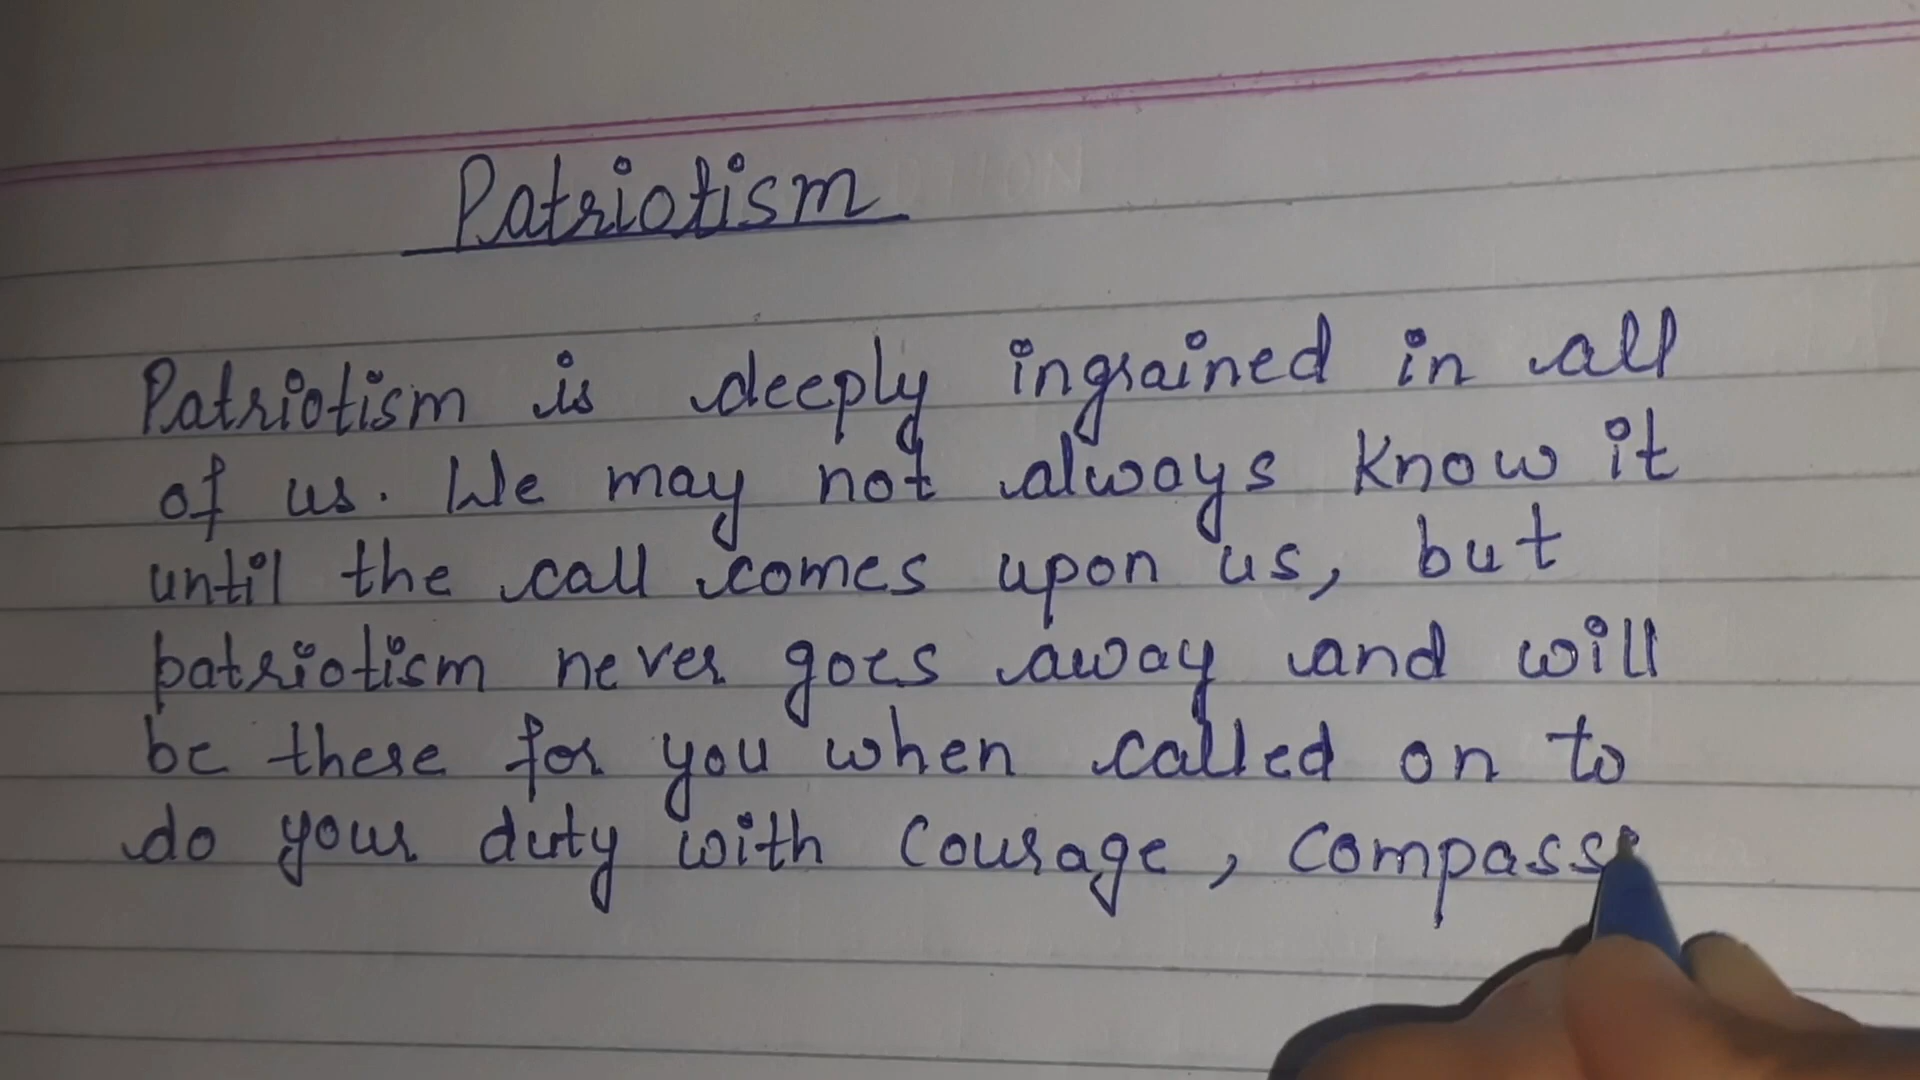 Patriotism
Patriotism is deeply ingrained in all
of us. We may not always know it
until the call comes upon us, but
patriotism never goes away and will
be there for you when called on to
do your duty with courage, compass